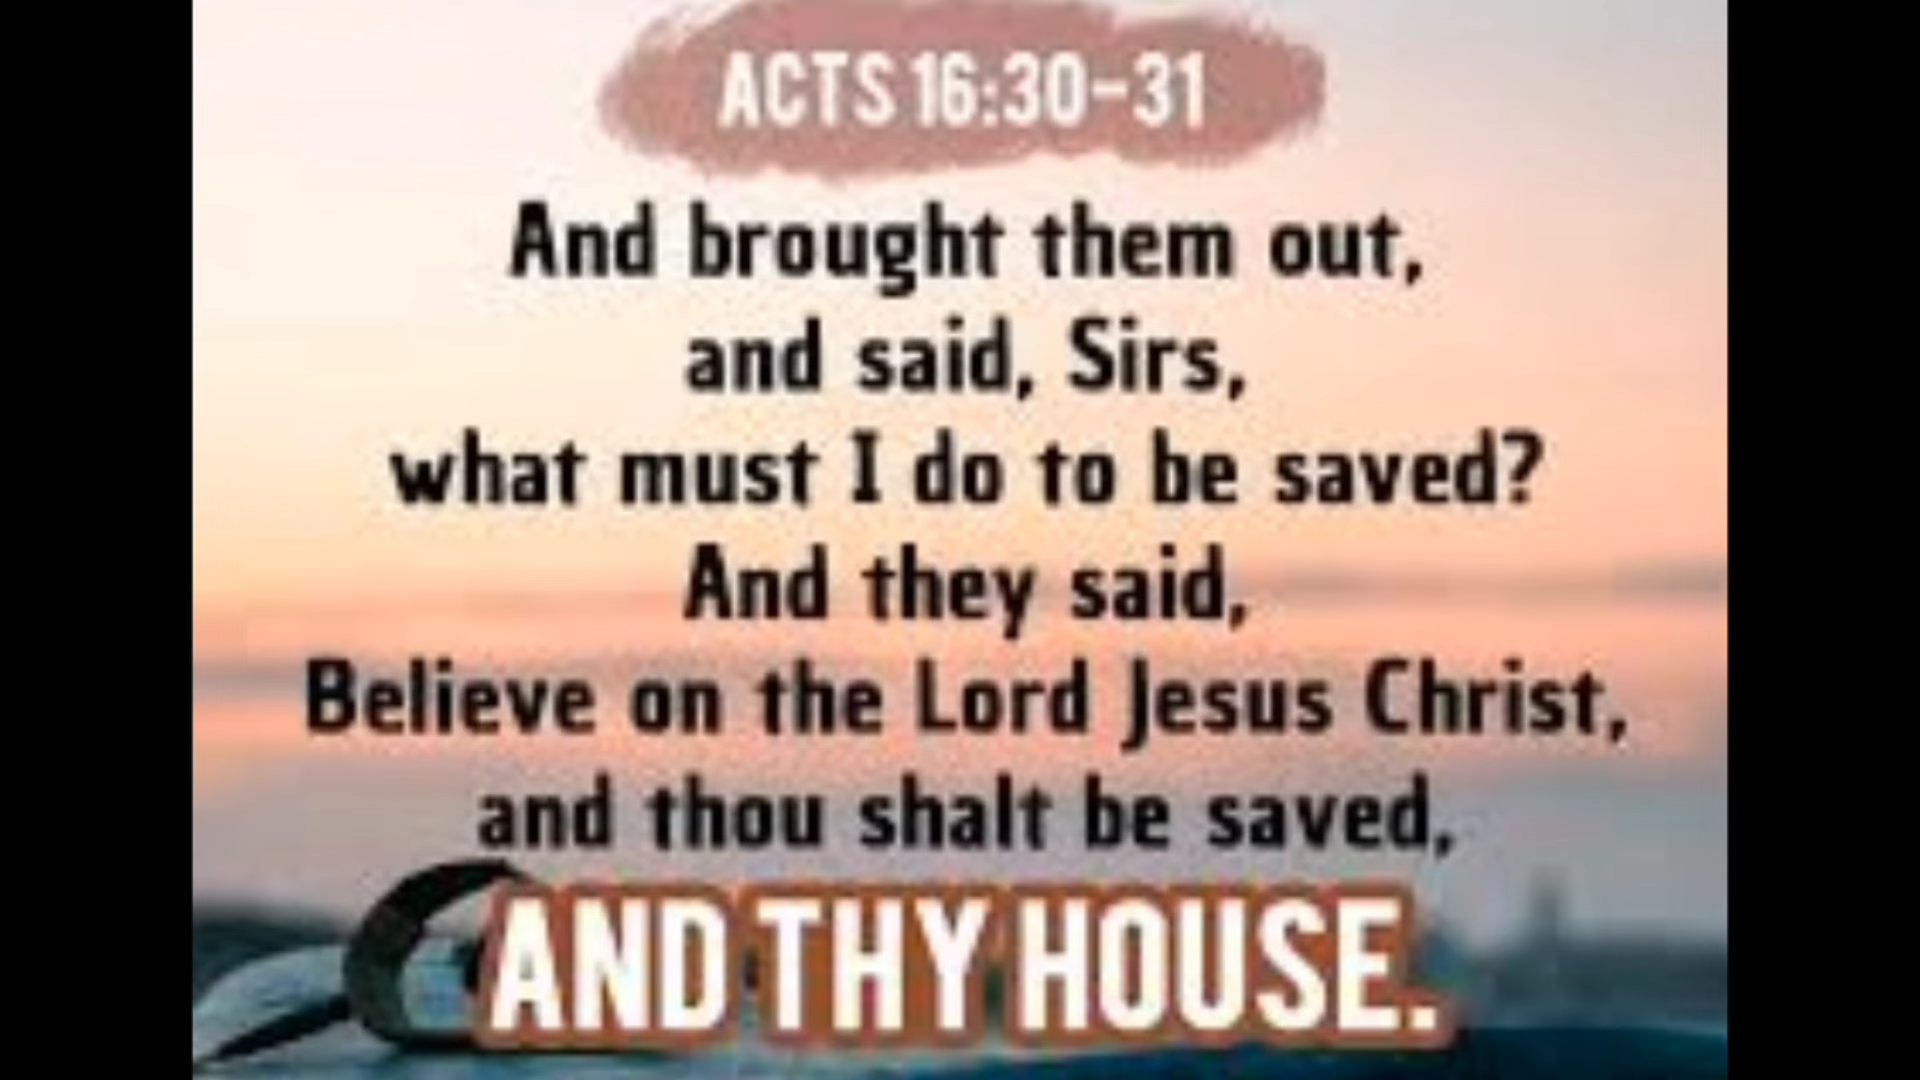 ACTS 16:30-31
And brought them out,
and said, Sirs,
what must I do to be saved?
And they said,
Believe on the Lord Jesus Christ,
and thou shalt be saved,
AND THY HOUSE.